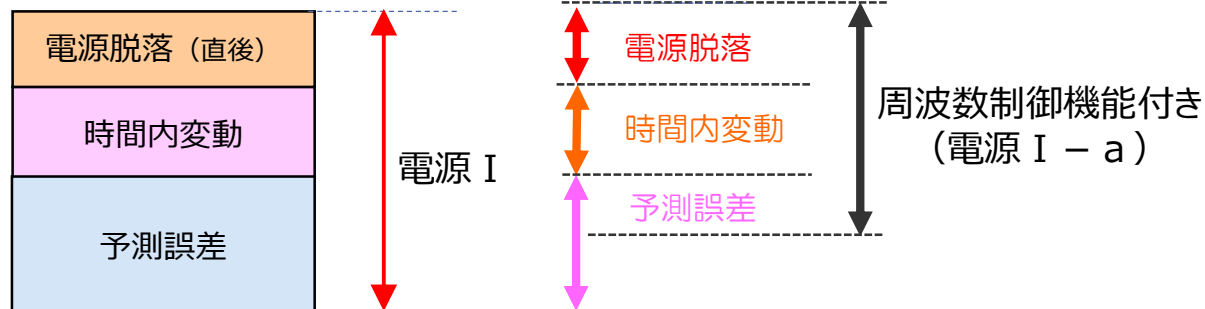 電源脱落（直後）
時間内変動
予測誤差
電源Ⅰ
電源脱落
時間内変動
予測誤差
周波数制御機能付き
（電源Ⅰ－ａ）